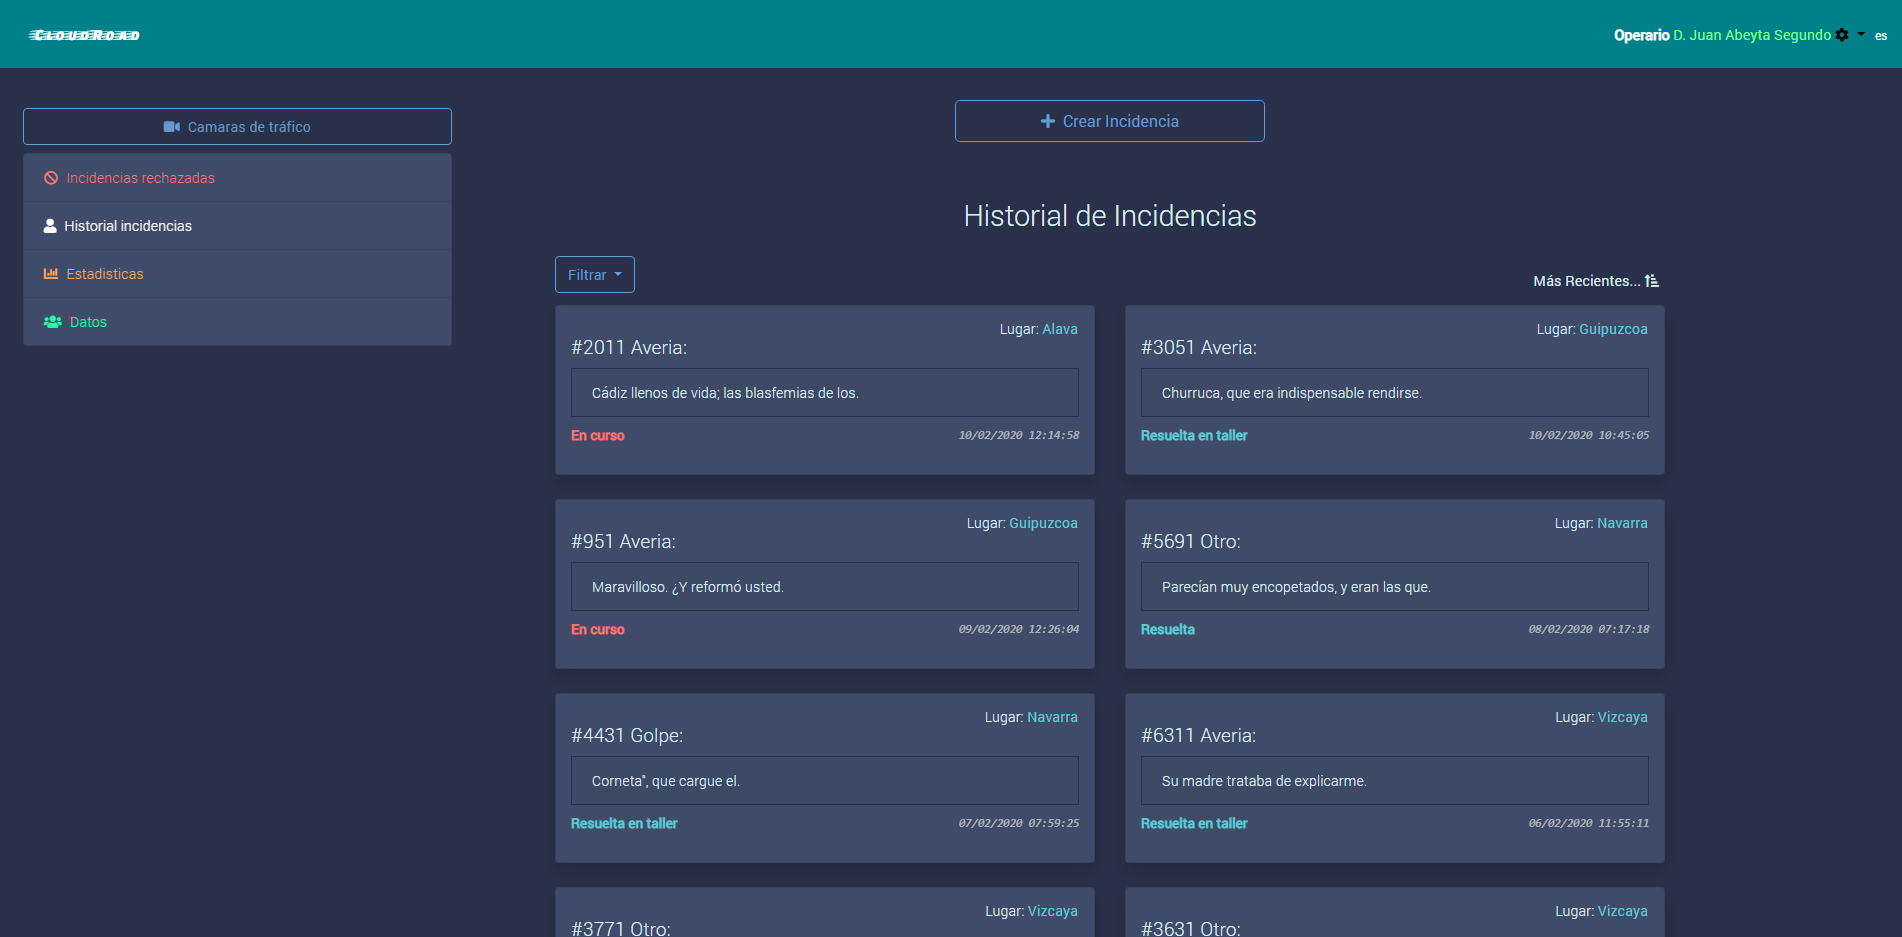 CloudRoad
Operario D. Juan Abeyta Segundo es
Camaras de tráfico
Incidencias rechazadas
Historial incidencias
Estadisticas
Datos
Crear Incidencia
Historial de Incidencias
Filtrar
Más Recientes...
Lugar: Alava
#2011 Averia:
Cádiz llenos de vida; las blasfemias de los.
En curso 10/02/2020 12:14:58
Lugar: Guipuzcoa
#3051 Averia:
Churruca, que era indispensable rendirse.
Resuelta en taller 10/02/2020 10:45:05
Lugar: Guipuzcoa
#951 Averia:
Maravilloso. ¿Y reformó usted.
En curso 09/02/2020 12:26:04
Lugar: Navarra
#5691 Otro:
Parecían muy encopetados, y eran las que.
Resuelta 08/02/2020 07:17:18
Lugar: Navarra
#4431 Golpe:
Corneta", que cargue el.
Resuelta en taller 07/02/2020 07:59:25
Lugar: Vizcaya
#6311 Averia:
Su madre trataba de explicarme.
Resuelta en taller 06/02/2020 11:55:11
Lugar: Vizcaya
#3771 Otro:
Lugar: Vizcaya
#3631 Otro: